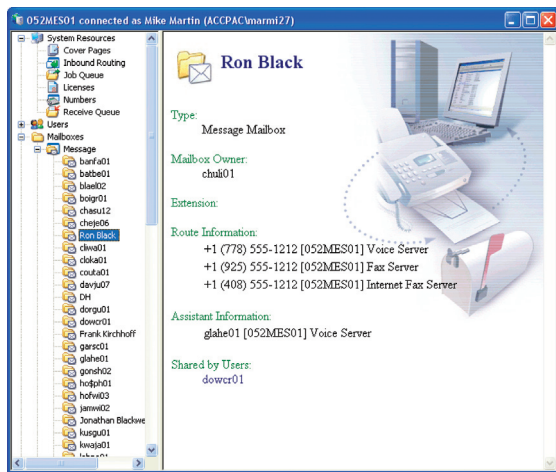 052MES01 connected as Mike Martin (ACCPAC\marmi27)
System Resources
Cover Pages
Inbound Routing
Job Queue
Licenses
Numbers
Receive Queue
Users
Mailboxes
Message
banfa01
batbe01
blael02
boigr01
chasu12
cheje06
Ron Black
cliwa01
cloka01
couta01
davju07
DH
dorgu01
dowcr01
Frank Kirchhoff
garsc01
glahe01
gonsh02
ho$ph01
hofwi03
jamwi02
Jonathan Blackwe
kusgu01
kwaja01
Ron Black
Type:
Message Mailbox
Mailbox Owner:
chuli01
Extension:
Route Information:
+1 (778) 555-1212 [052MES01] Voice Server
+1 (925) 555-1212 [052MES01] Fax Server
+1 (408) 555-1212 [052MES01] Internet Fax Server
Assistant Information:
glahe01 [052MES01] Voice Server
Shared by Users:
dowcr01